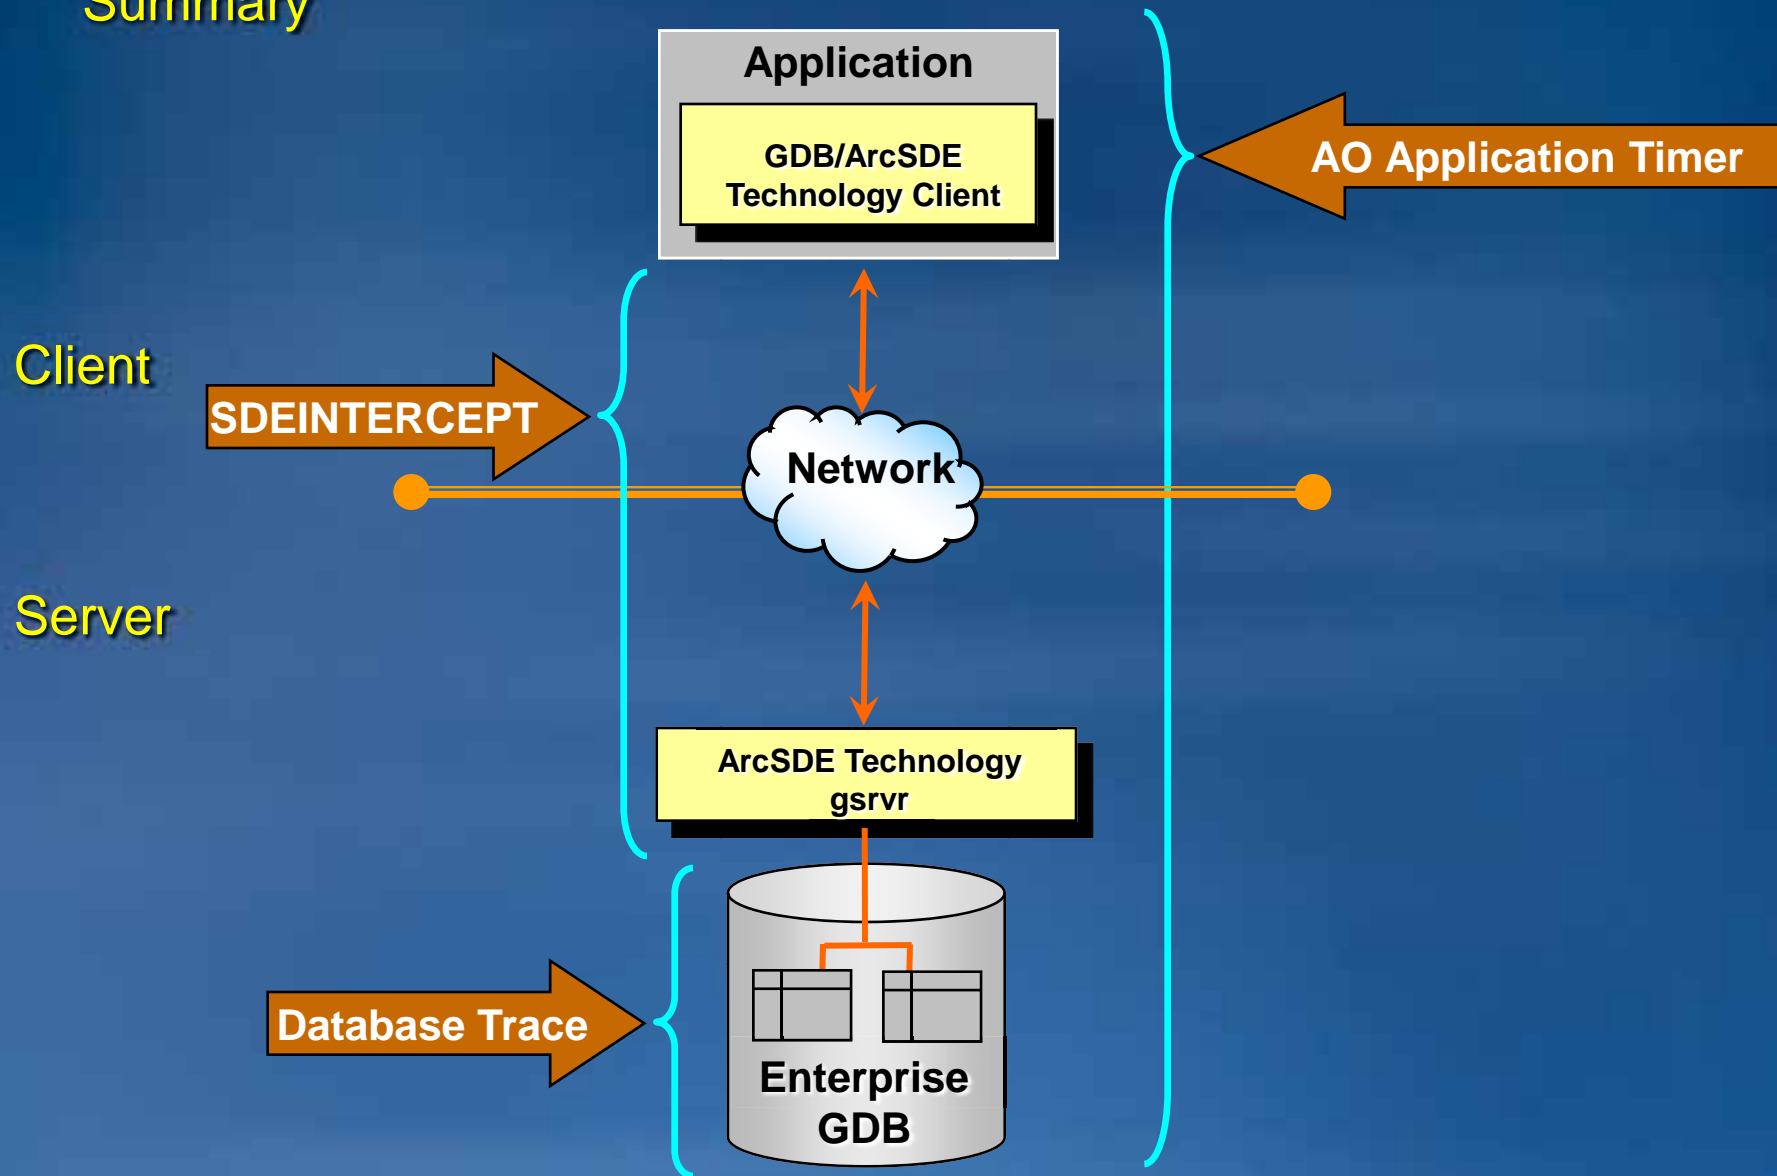 Summary
Application
GDB/ArcSDE
Technology Client
AO Application Timer
Client
SDEINTERCEPT
Network
Server
ArcSDE Technology
gsrvr
Database Trace
Enterprise
GDB